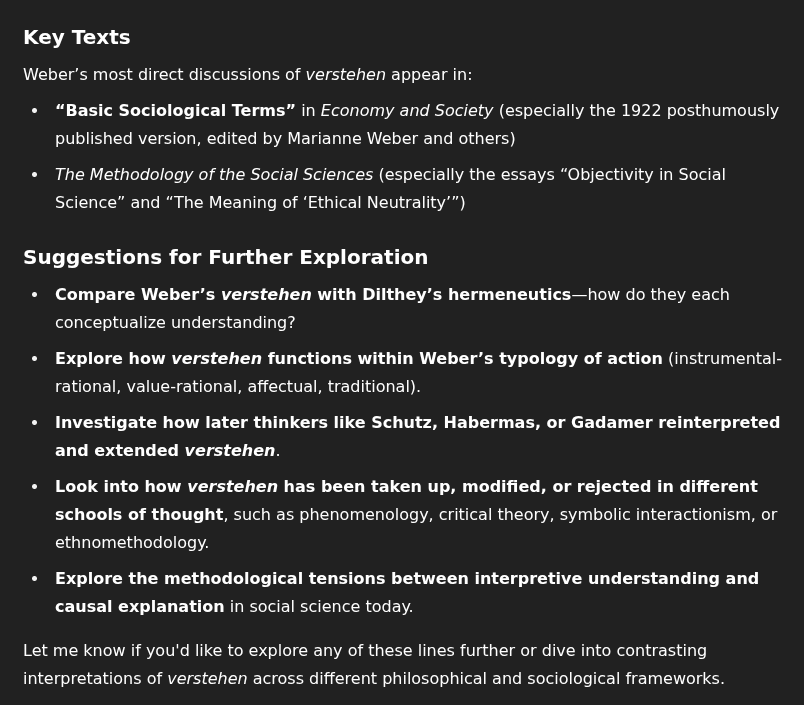 Key Texts
Weber’s most direct discussions of verstehen appear in:
• “Basic Sociological Terms” in Economy and Society (especially the 1922 posthumously
published version, edited by Marianne Weber and others)
• The Methodology of the Social Sciences (especially the essays “Objectivity in Social
Science” and “The Meaning of ‘Ethical Neutrality’”)
Suggestions for Further Exploration
• Compare Weber’s verstehen with Dilthey’s hermeneutics—how do they each
conceptualize understanding?
• Explore how verstehen functions within Weber’s typology of action (instrumental-
rational, value-rational, affectual, traditional).
• Investigate how later thinkers like Schutz, Habermas, or Gadamer reinterpreted
and extended verstehen.
• Look into how verstehen has been taken up, modified, or rejected in different
schools of thought, such as phenomenology, critical theory, symbolic interactionism, or
ethnomethodology.
• Explore the methodological tensions between interpretive understanding and
causal explanation in social science today.
Let me know if you'd like to explore any of these lines further or dive into contrasting
interpretations of verstehen across different philosophical and sociological frameworks.